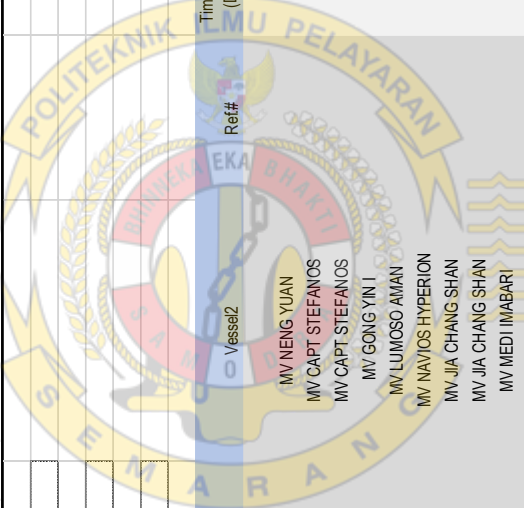 Vessel2 Ref.# Tim
(D
MV NENG YUAN
MV CAPT STEFANOS
MV CAPT STEFANOS
MV GONG YIN I
MV LUMOSO AMAN
MV NAVIOS HYPERION
MV JIA CHANG SHAN
MV JIA CHANG SHAN
MV MEDI IMABARI
POLITEKNIK ILMU PELAYARAN
BHINNEKA EKA BHAKTI
SEMARANG